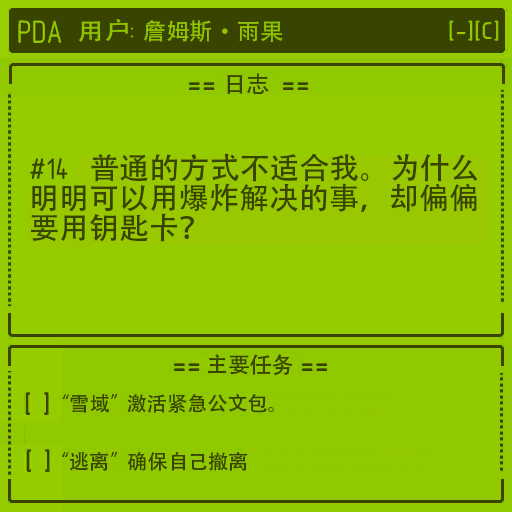 PDA 用户: 詹姆斯·雨果 [-][C]
== 日志 ==
#14 普通的方式不适合我。为什么
明明可以用爆炸解决的事，却偏偏
要用钥匙卡？
== 主要任务 ==
[ ] “雪域” 激活紧急公文包。
[ ] “逃离” 确保自己撤离